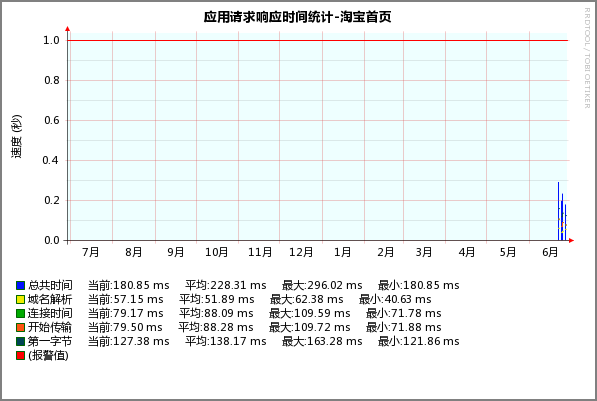 应用请求响应时间统计-淘宝首页
RRDTOOL / TOBI OETIKER
速度 (秒)
1.0
0.8
0.6
0.4
0.2
0.0
7月 8月 9月 10月 11月 12月 1月 2月 3月 4月 5月 6月
总共时间 当前:180.85 ms 平均:228.31 ms 最大:296.02 ms 最小:180.85 ms
域名解析 当前:57.15 ms 平均:51.89 ms 最大:62.38 ms 最小:40.63 ms
连接时间 当前:79.17 ms 平均:88.09 ms 最大:109.59 ms 最小:71.78 ms
开始传输 当前:79.50 ms 平均:88.28 ms 最大:109.72 ms 最小:71.88 ms
第一字节 当前:127.38 ms 平均:138.17 ms 最大:163.28 ms 最小:121.86 ms
(报警值)